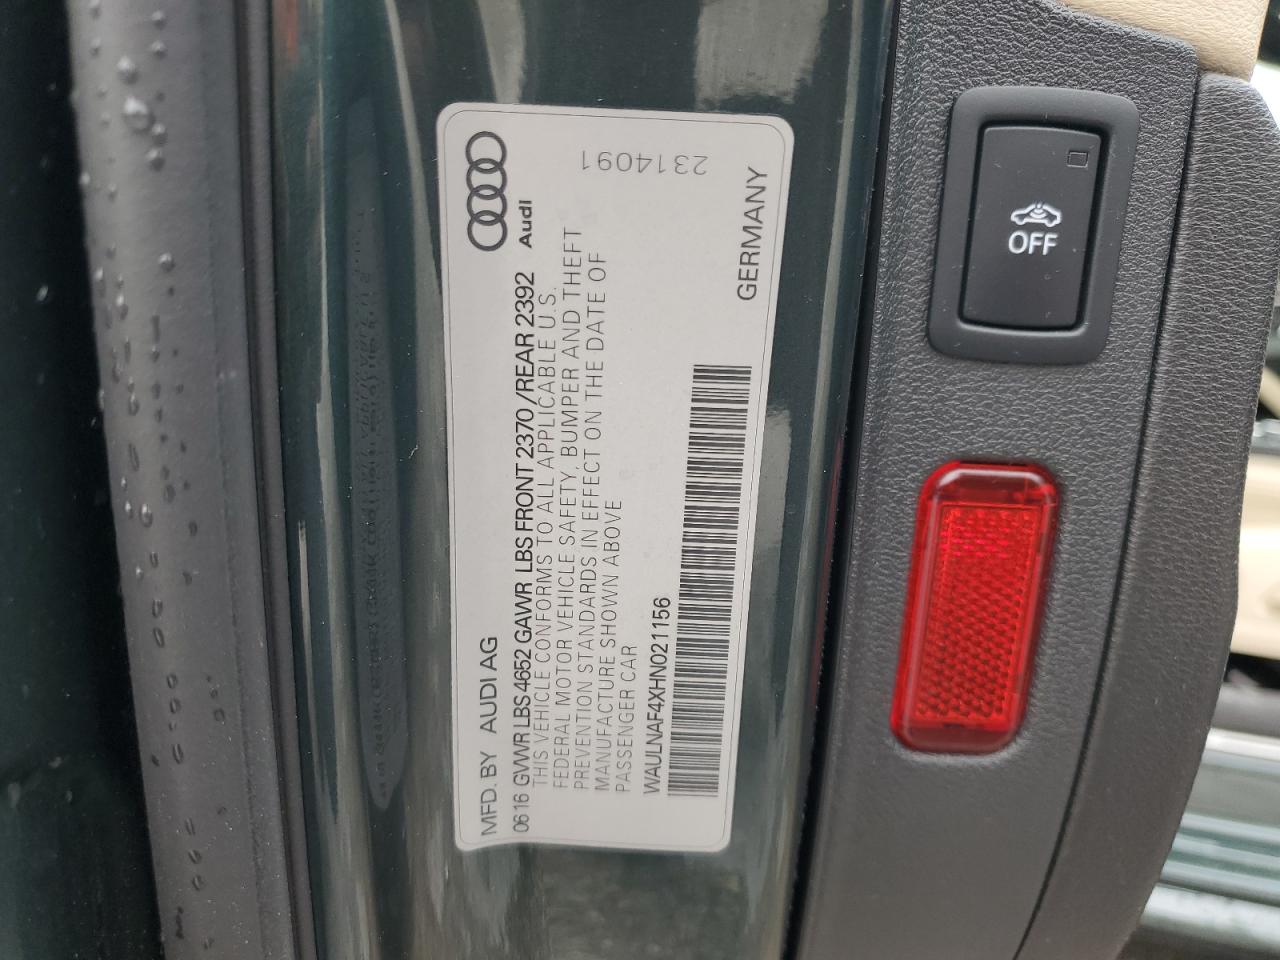 MFD. BY AUDI AG
Audi
0616 GVWR LBS 4652 GAWR LBS FRONT 2370 /REAR 2392
THIS VEHICLE CONFORMS TO ALL APPLICABLE U.S.
FEDERAL MOTOR VEHICLE SAFETY, BUMPER AND THEFT
PREVENTION STANDARDS IN EFFECT ON THE DATE OF
MANUFACTURE SHOWN ABOVE
PASSENGER CAR
WAULNAF4XHN021156
GERMANY
2314091
OFF